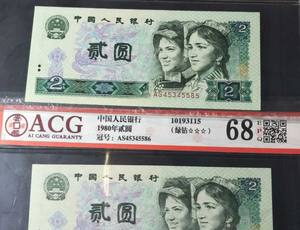 中国人民银行
贰圆
2
2
AS45345585
ACG
AI CANG GUARANTY
中国人民银行
1980年贰圆
冠号：AS45345586
10193115
（绿钻☆☆☆）
68
EPQ
中国人民银行
贰圆
2